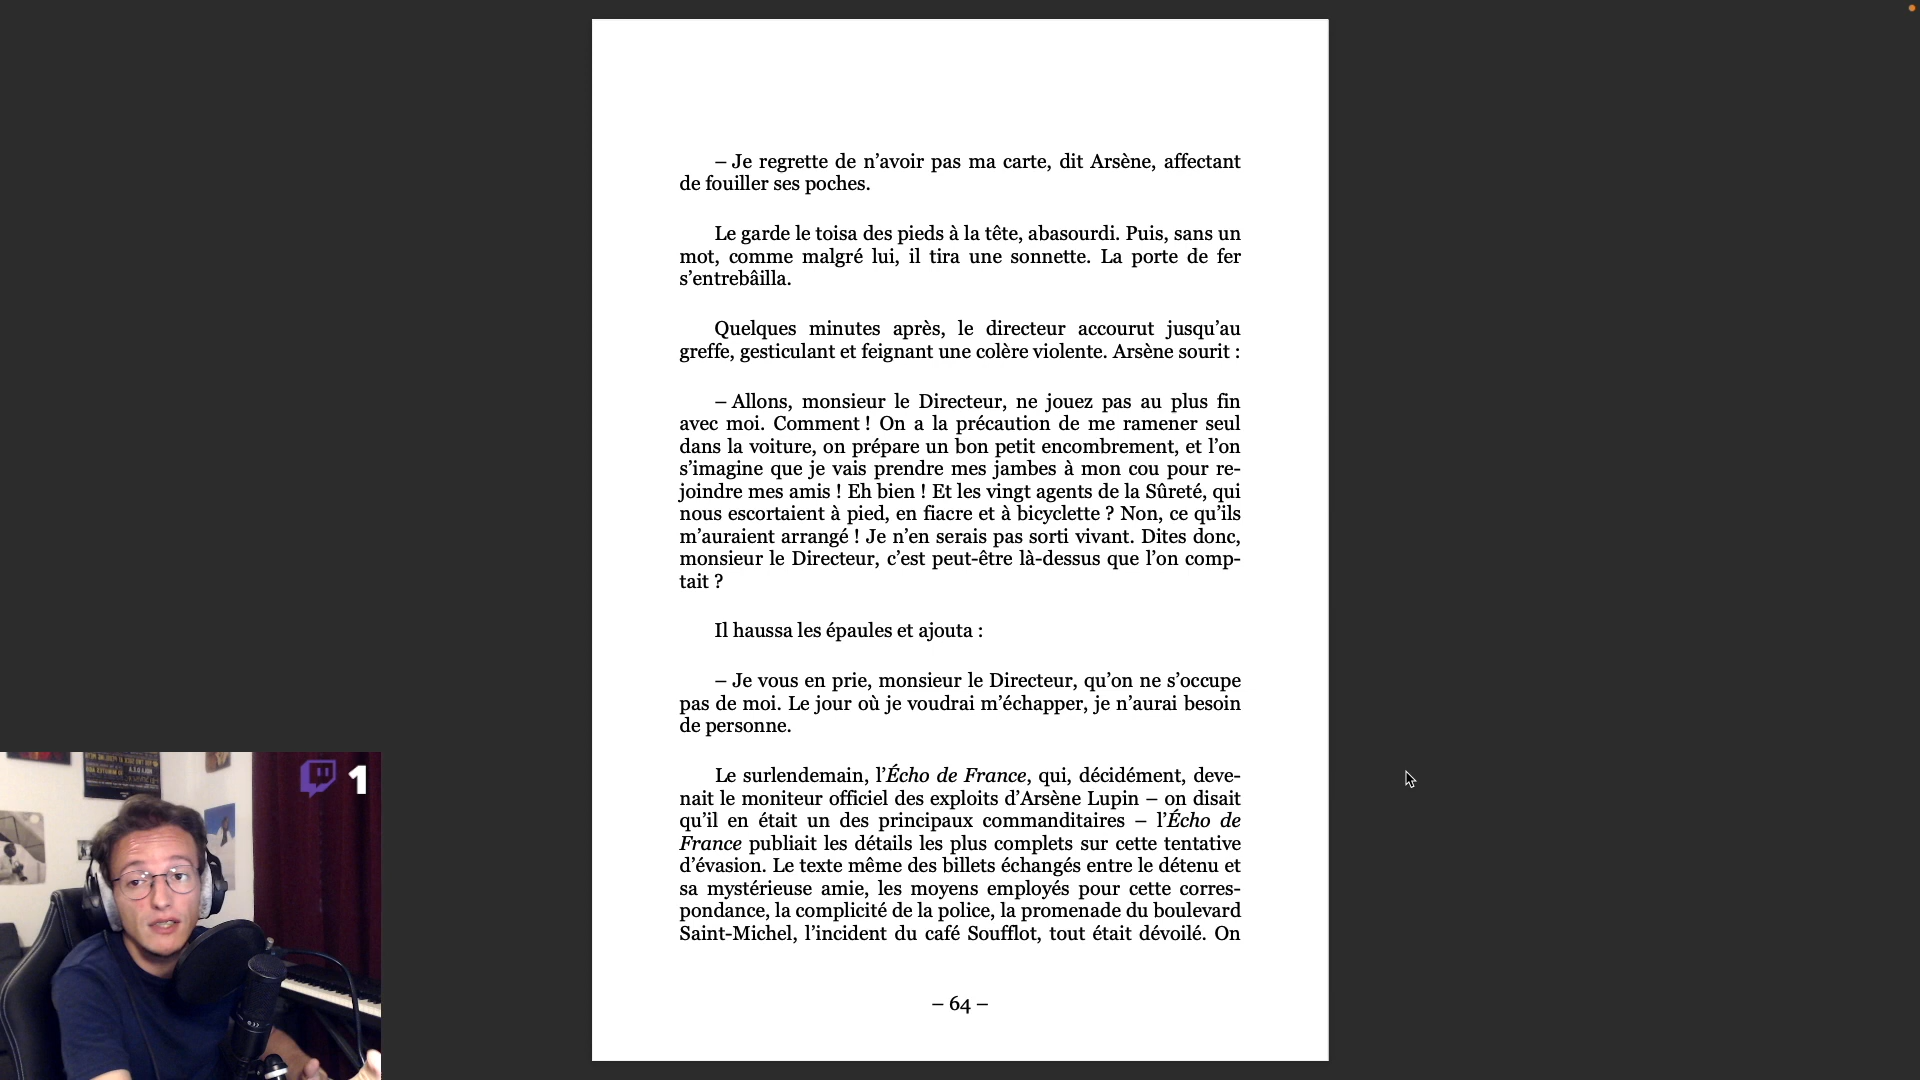 – Je regrette de n’avoir pas ma carte, dit Arsène, affectant
de fouiller ses poches.
Le garde le toisa des pieds à la tête, abasourdi. Puis, sans un
mot, comme malgré lui, il tira une sonnette. La porte de fer
s’entrebâilla.
Quelques minutes après, le directeur accourut jusqu’au
greffe, gesticulant et feignant une colère violente. Arsène sourit :
– Allons, monsieur le Directeur, ne jouez pas au plus fin
avec moi. Comment ! On a la précaution de me ramener seul
dans la voiture, on prépare un bon petit encombrement, et l’on
s’imagine que je vais prendre mes jambes à mon cou pour re-
joindre mes amis ! Eh bien ! Et les vingt agents de la Sûreté, qui
nous escortaient à pied, en fiacre et à bicyclette ? Non, ce qu’ils
m’auraient arrangé ! Je n’en serais pas sorti vivant. Dites donc,
monsieur le Directeur, c’est peut-être là-dessus que l’on comp-
tait ?
Il haussa les épaules et ajouta :
– Je vous en prie, monsieur le Directeur, qu’on ne s’occupe
pas de moi. Le jour où je voudrai m’échapper, je n’aurai besoin
de personne.
Le surlendemain, l’Écho de France, qui, décidément, deve-
nait le moniteur officiel des exploits d’Arsène Lupin – on disait
qu’il en était un des principaux commanditaires – l’Écho de
France publiait les détails les plus complets sur cette tentative
d’évasion. Le texte même des billets échangés entre le détenu et
sa mystérieuse amie, les moyens employés pour cette corres-
pondance, la complicité de la police, la promenade du boulevard
Saint-Michel, l’incident du café Soufflot, tout était dévoilé. On
– 64 –
1